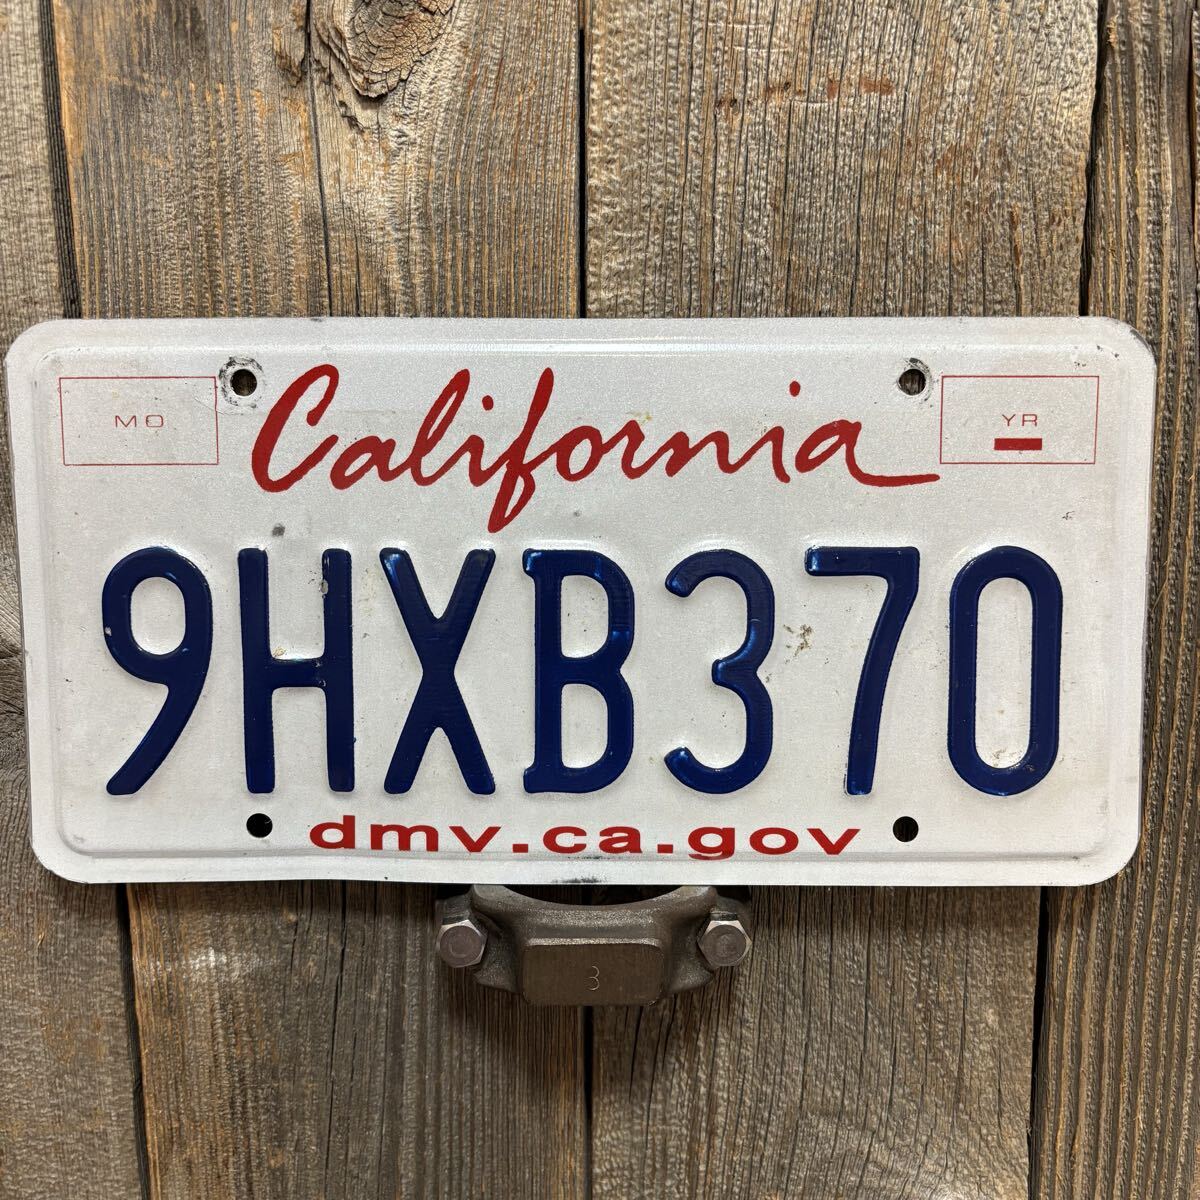 MO
California
YR
9HXB370
dmv.ca.gov
3